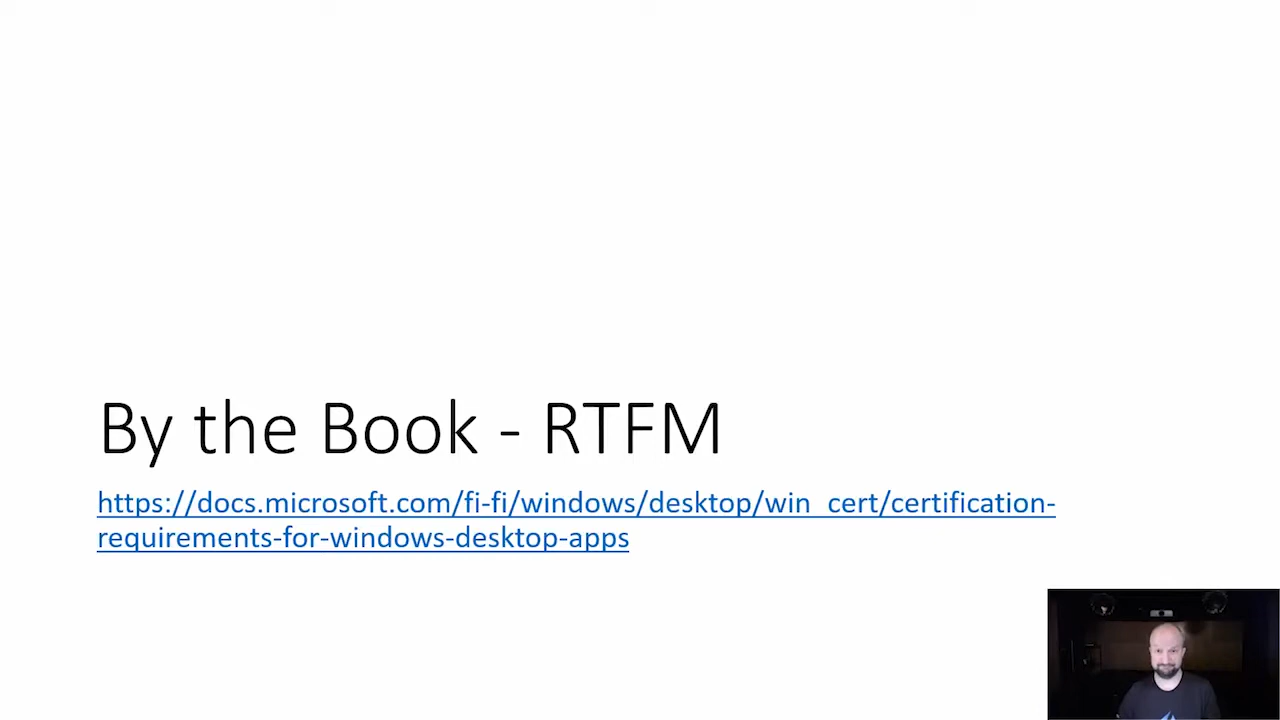 By the Book - RTFM
https://docs.microsoft.com/fi-fi/windows/desktop/win_cert/certification-
requirements-for-windows-desktop-apps